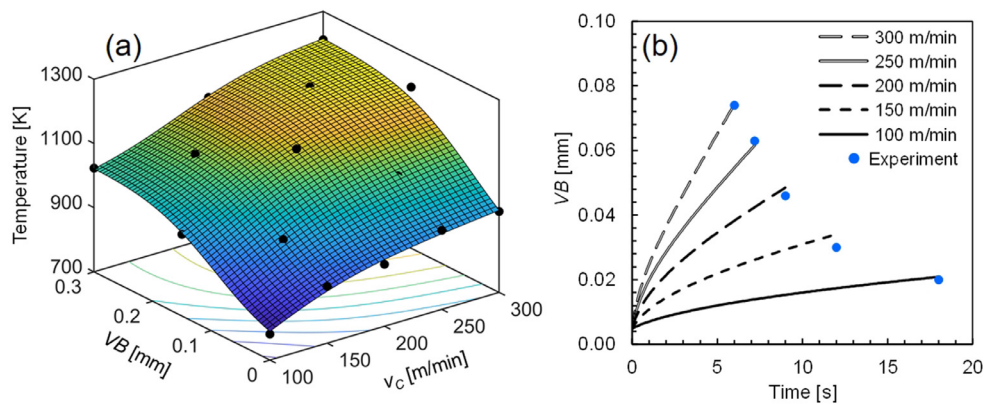 (a)
Temperature [K]
1300
1100
900
700
0.3
0.2
0.1
0
VB [mm]
100
150
200
250
300
vC [m/min]
(b)
VB [mm]
0.10
0.08
0.06
0.04
0.02
0.00
300 m/min
250 m/min
200 m/min
150 m/min
100 m/min
Experiment
0 5 10 15 20
Time [s]